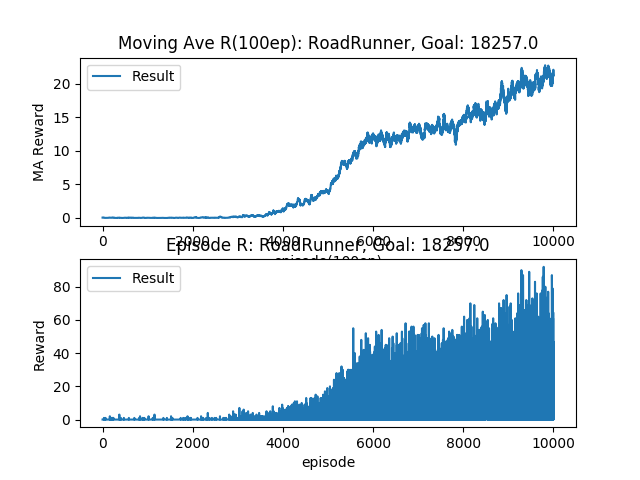 Moving Ave R(100ep): RoadRunner, Goal: 18257.0
Result
MA Reward
20
15
10
5
0
0 2000 4000 6000 8000 10000
episode(100ep)
Episode R: RoadRunner, Goal: 18257.0
Result
Reward
80
60
40
20
0
0 2000 4000 6000 8000 10000
episode